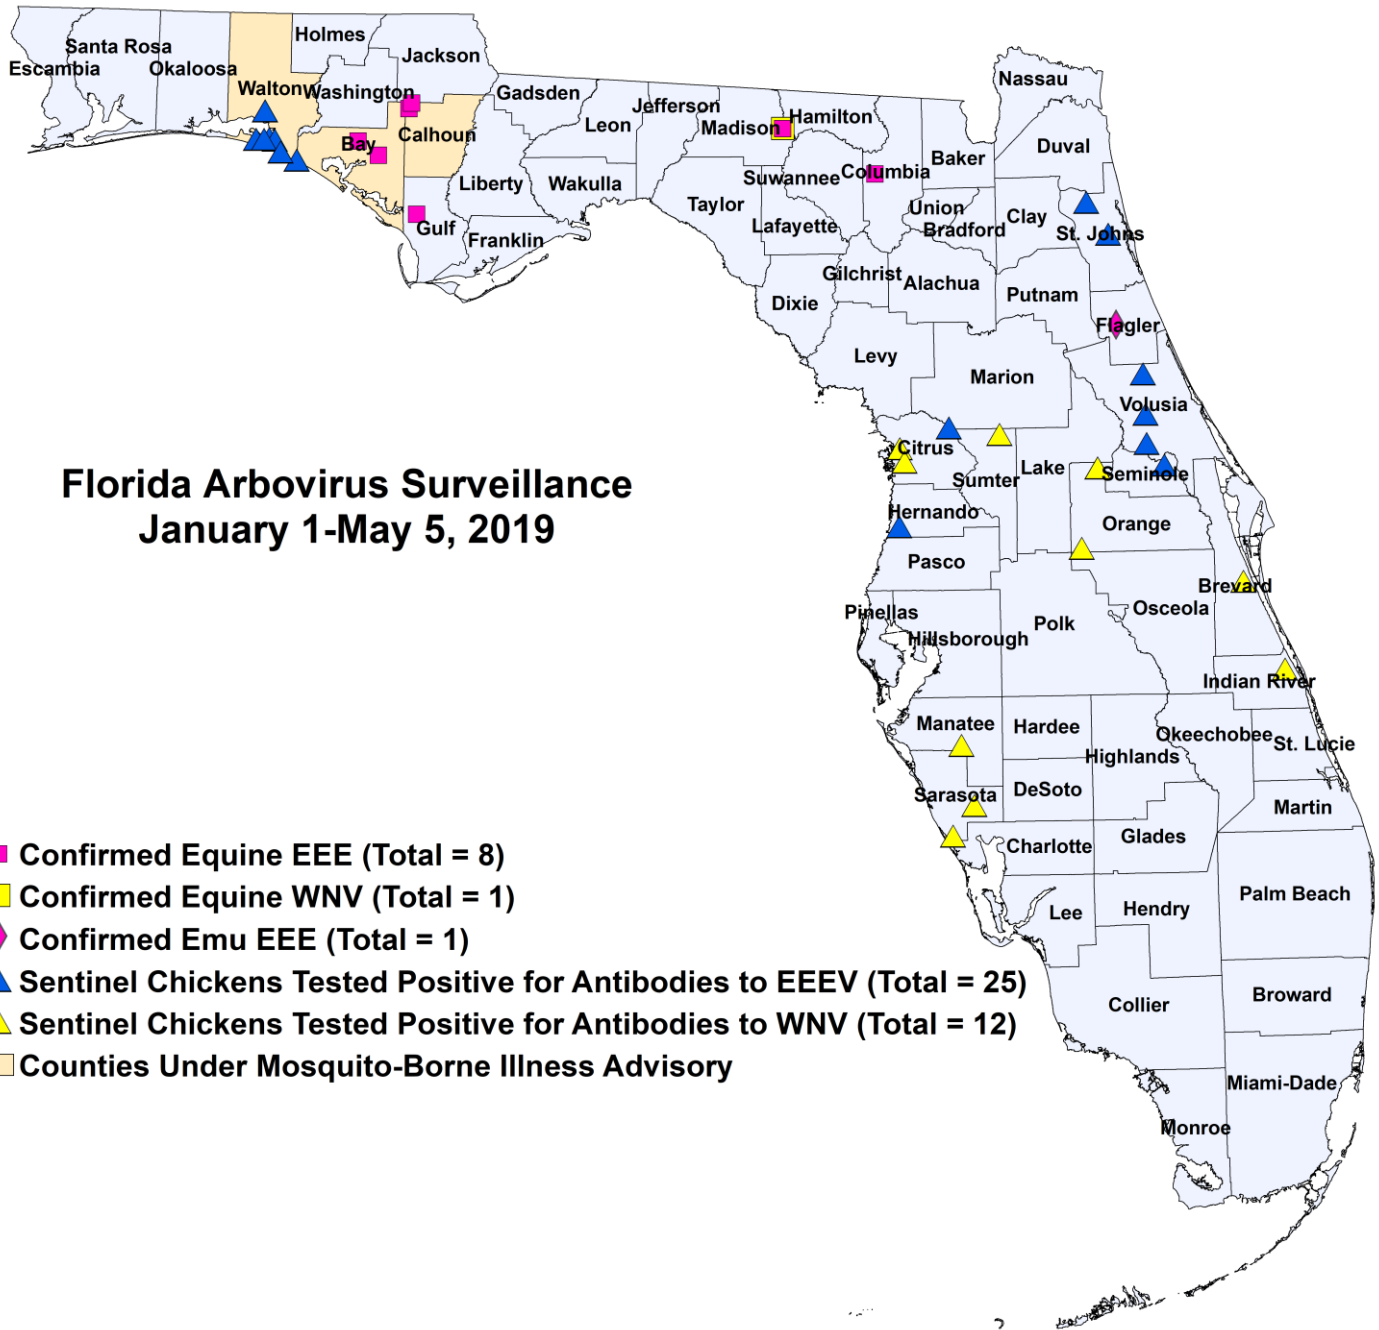 Holmes
Santa Rosa
Jackson
Escambia
Okaloosa
Walton
Washington
Gadsden
Nassau
Jefferson
Leon
Madison
Hamilton
Calhoun
Bay
Duval
Baker
Columbia
Suwannee
Liberty
Wakulla
Taylor
Union
Clay
Lafayette
Bradford
St. Johns
Gulf
Franklin
Gilchrist
Alachua
Putnam
Dixie
Flagler
Levy
Marion
Volusia
Citrus
Lake
Seminole
Sumter
Florida Arbovirus Surveillance
January 1-May 5, 2019
Hernando
Orange
Pasco
Brevard
Osceola
Pinellas
Polk
Hillsborough
Indian River
Manatee
Hardee
Okeechobee
St. Lucie
Highlands
DeSoto
Sarasota
Martin
Glades
Charlotte
Palm Beach
Hendry
Lee
Broward
Collier
Miami-Dade
Monroe
Confirmed Equine EEE (Total = 8)
Confirmed Equine WNV (Total = 1)
Confirmed Emu EEE (Total = 1)
Sentinel Chickens Tested Positive for Antibodies to EEEV (Total = 25)
Sentinel Chickens Tested Positive for Antibodies to WNV (Total = 12)
Counties Under Mosquito-Borne Illness Advisory